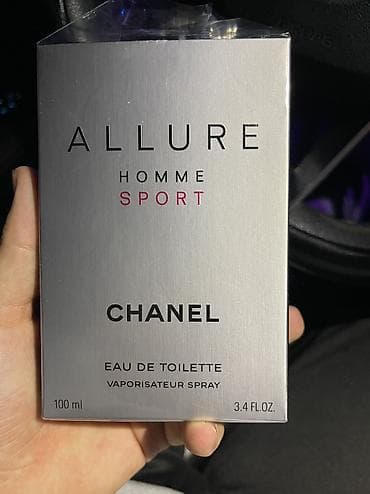 ALLURE
HOMME
SPORT
CHANEL
EAU DE TOILETTE
VAPORISATEUR SPRAY
100 ml 3.4 FL.OZ.